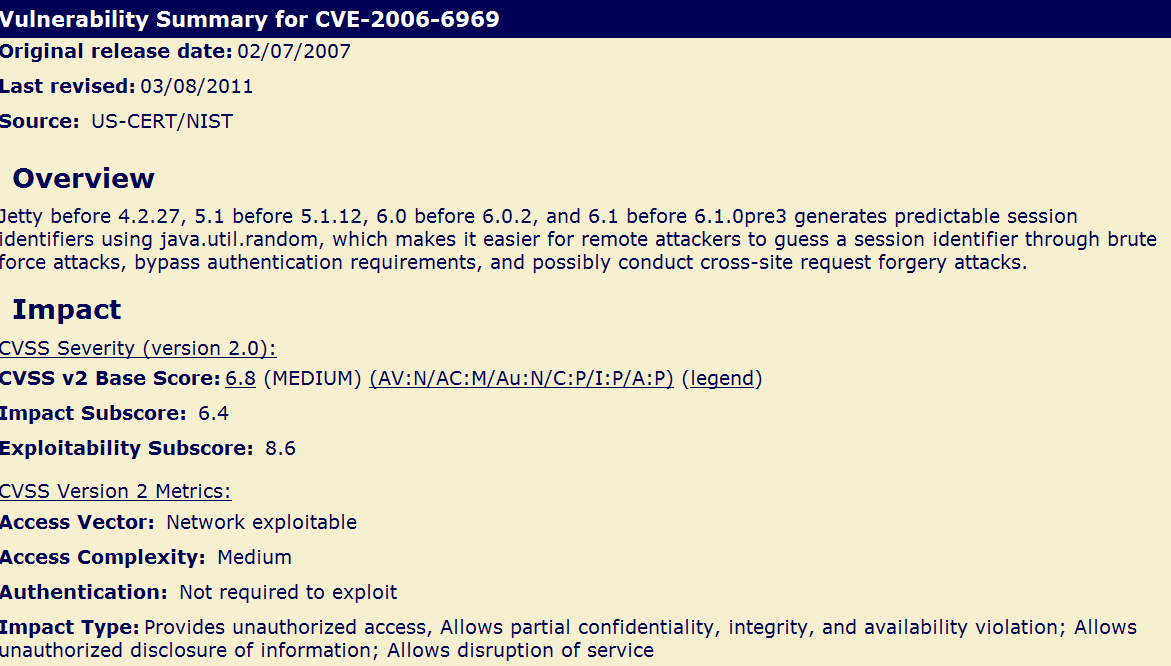 Vulnerability Summary for CVE-2006-6969
Original release date: 02/07/2007
Last revised: 03/08/2011
Source: US-CERT/NIST
Overview
Jetty before 4.2.27, 5.1 before 5.1.12, 6.0 before 6.0.2, and 6.1 before 6.1.0pre3 generates predictable session
identifiers using java.util.random, which makes it easier for remote attackers to guess a session identifier through brute
force attacks, bypass authentication requirements, and possibly conduct cross-site request forgery attacks.
Impact
CVSS Severity (version 2.0):
CVSS v2 Base Score: 6.8 (MEDIUM) (AV:N/AC:M/Au:N/C:P/I:P/A:P) (legend)
Impact Subscore: 6.4
Exploitability Subscore: 8.6
CVSS Version 2 Metrics:
Access Vector: Network exploitable
Access Complexity: Medium
Authentication: Not required to exploit
Impact Type: Provides unauthorized access, Allows partial confidentiality, integrity, and availability violation; Allows
unauthorized disclosure of information; Allows disruption of service